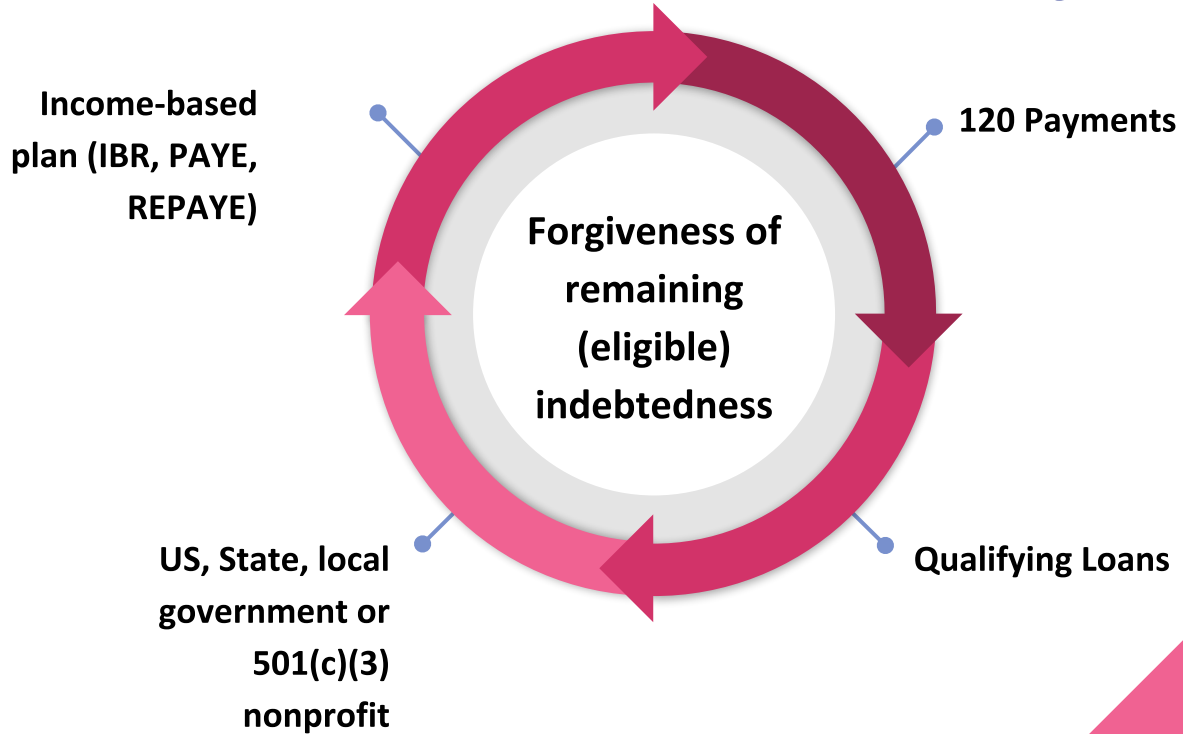 Income-based
plan (IBR, PAYE,
REPAYE)
120 Payments
Forgiveness of
remaining
(eligible)
indebtedness
US, State, local
government or
501(c)(3)
nonprofit
Qualifying Loans